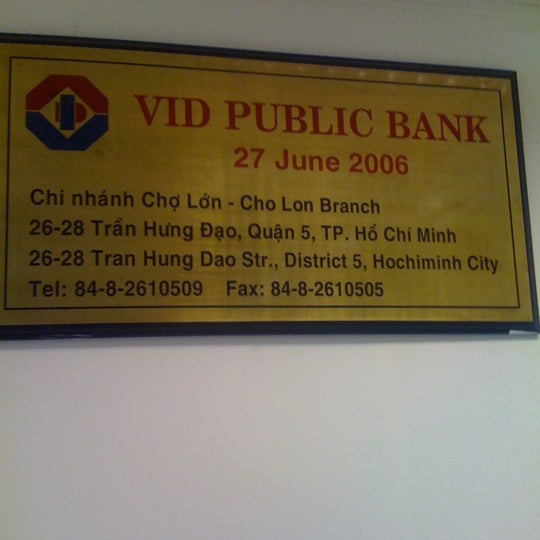 VID PUBLIC BANK
27 June 2006
Chi nhánh Chợ Lớn - Cho Lon Branch
26-28 Trần Hưng Đạo, Quận 5, TP. Hồ Chí Minh
26-28 Tran Hung Dao Str., District 5, Hochiminh City
Tel: 84-8-2610509 Fax: 84-8-2610505